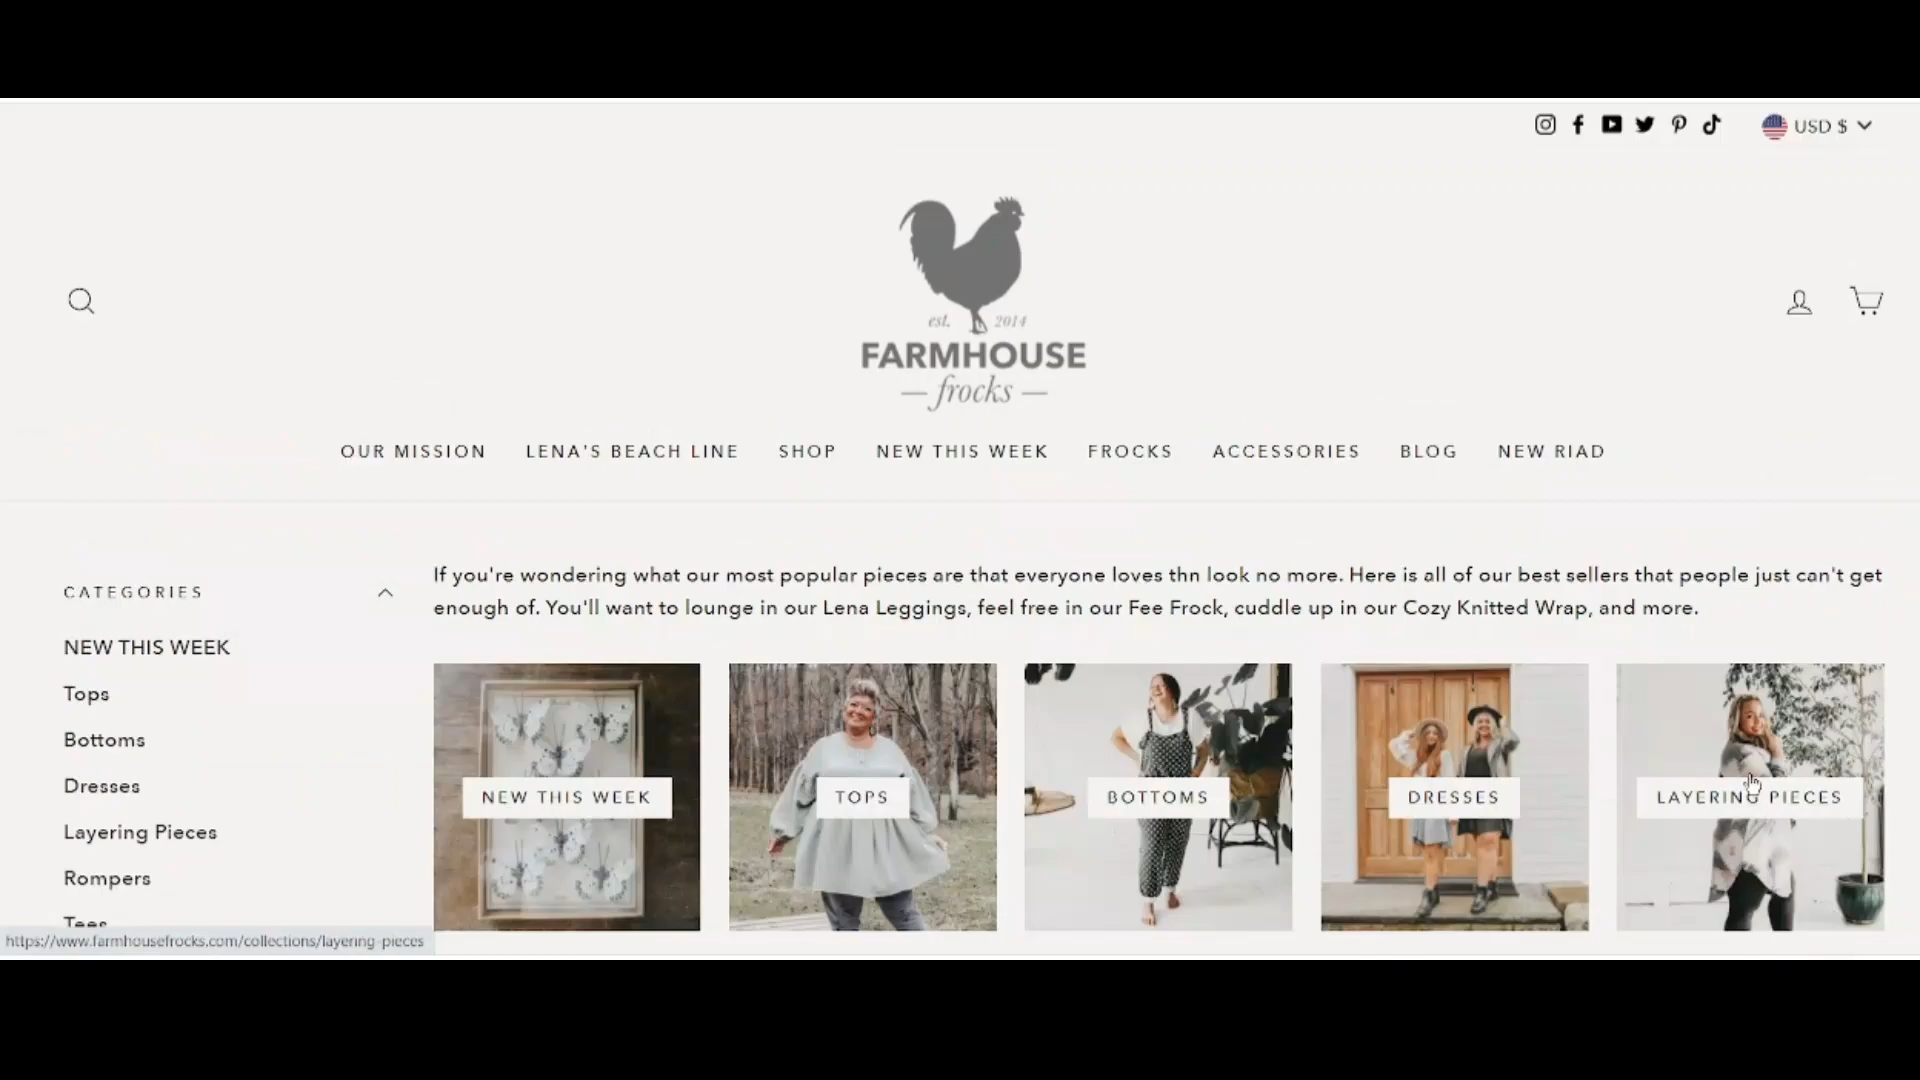 USD $
est. 2014
FARMHOUSE
frocks
OUR MISSION LENA'S BEACH LINE SHOP NEW THIS WEEK FROCKS ACCESSORIES BLOG NEW RIAD
CATEGORIES
NEW THIS WEEK
Tops
Bottoms
Dresses
Layering Pieces
Rompers
Tees
If you're wondering what our most popular pieces are that everyone loves thn look no more. Here is all of our best sellers that people just can't get
enough of. You'll want to lounge in our Lena Leggings, feel free in our Fee Frock, cuddle up in our Cozy Knitted Wrap, and more.
NEW THIS WEEK
TOPS
BOTTOMS
DRESSES
LAYERING PIECES
https://www.farmhousefrocks.com/collections/layering-pieces